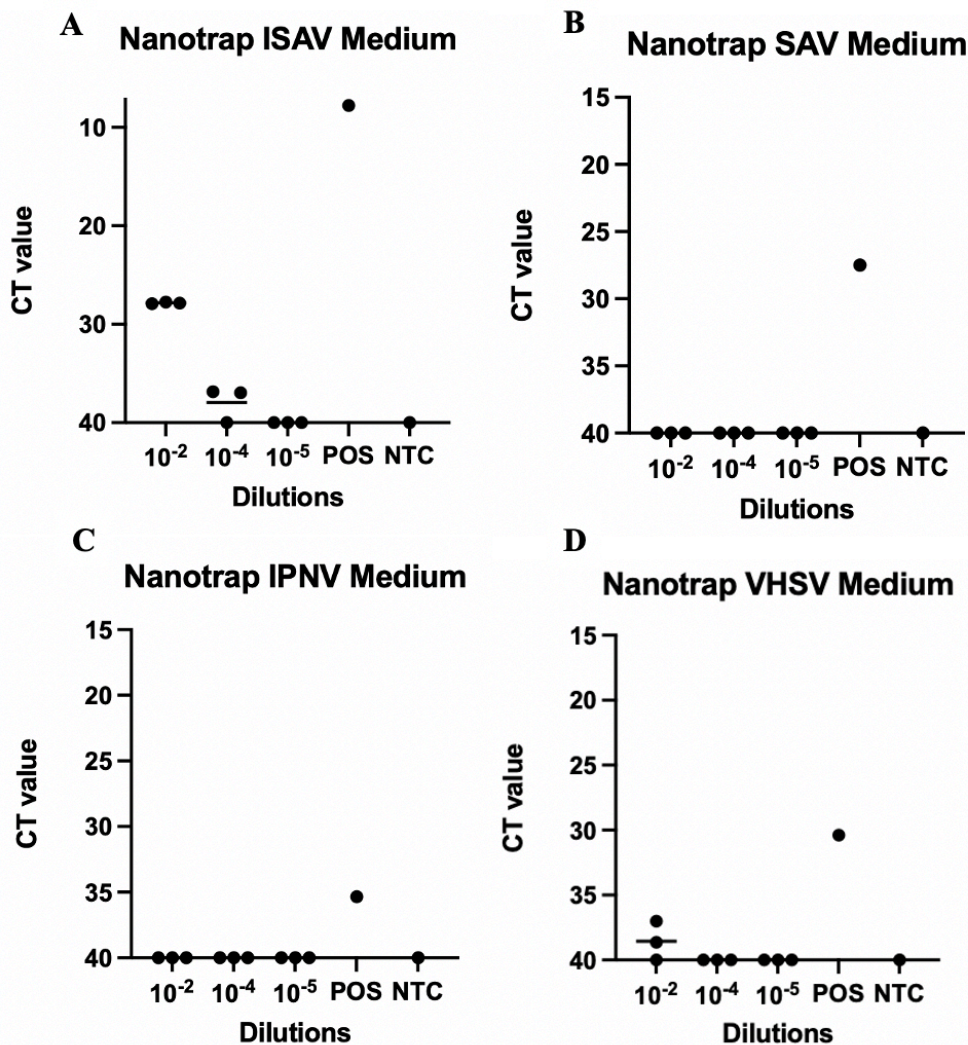 A
Nanotrap ISAV Medium
CT value
10
20
30
40
10-2 10-4 10-5 POS NTC
Dilutions
B
Nanotrap SAV Medium
CT value
15
20
25
30
35
40
10-2 10-4 10-5 POS NTC
Dilutions
C
Nanotrap IPNV Medium
CT value
15
20
25
30
35
40
10-2 10-4 10-5 POS NTC
Dilutions
D
Nanotrap VHSV Medium
CT value
15
20
25
30
35
40
10-2 10-4 10-5 POS NTC
Dilutions